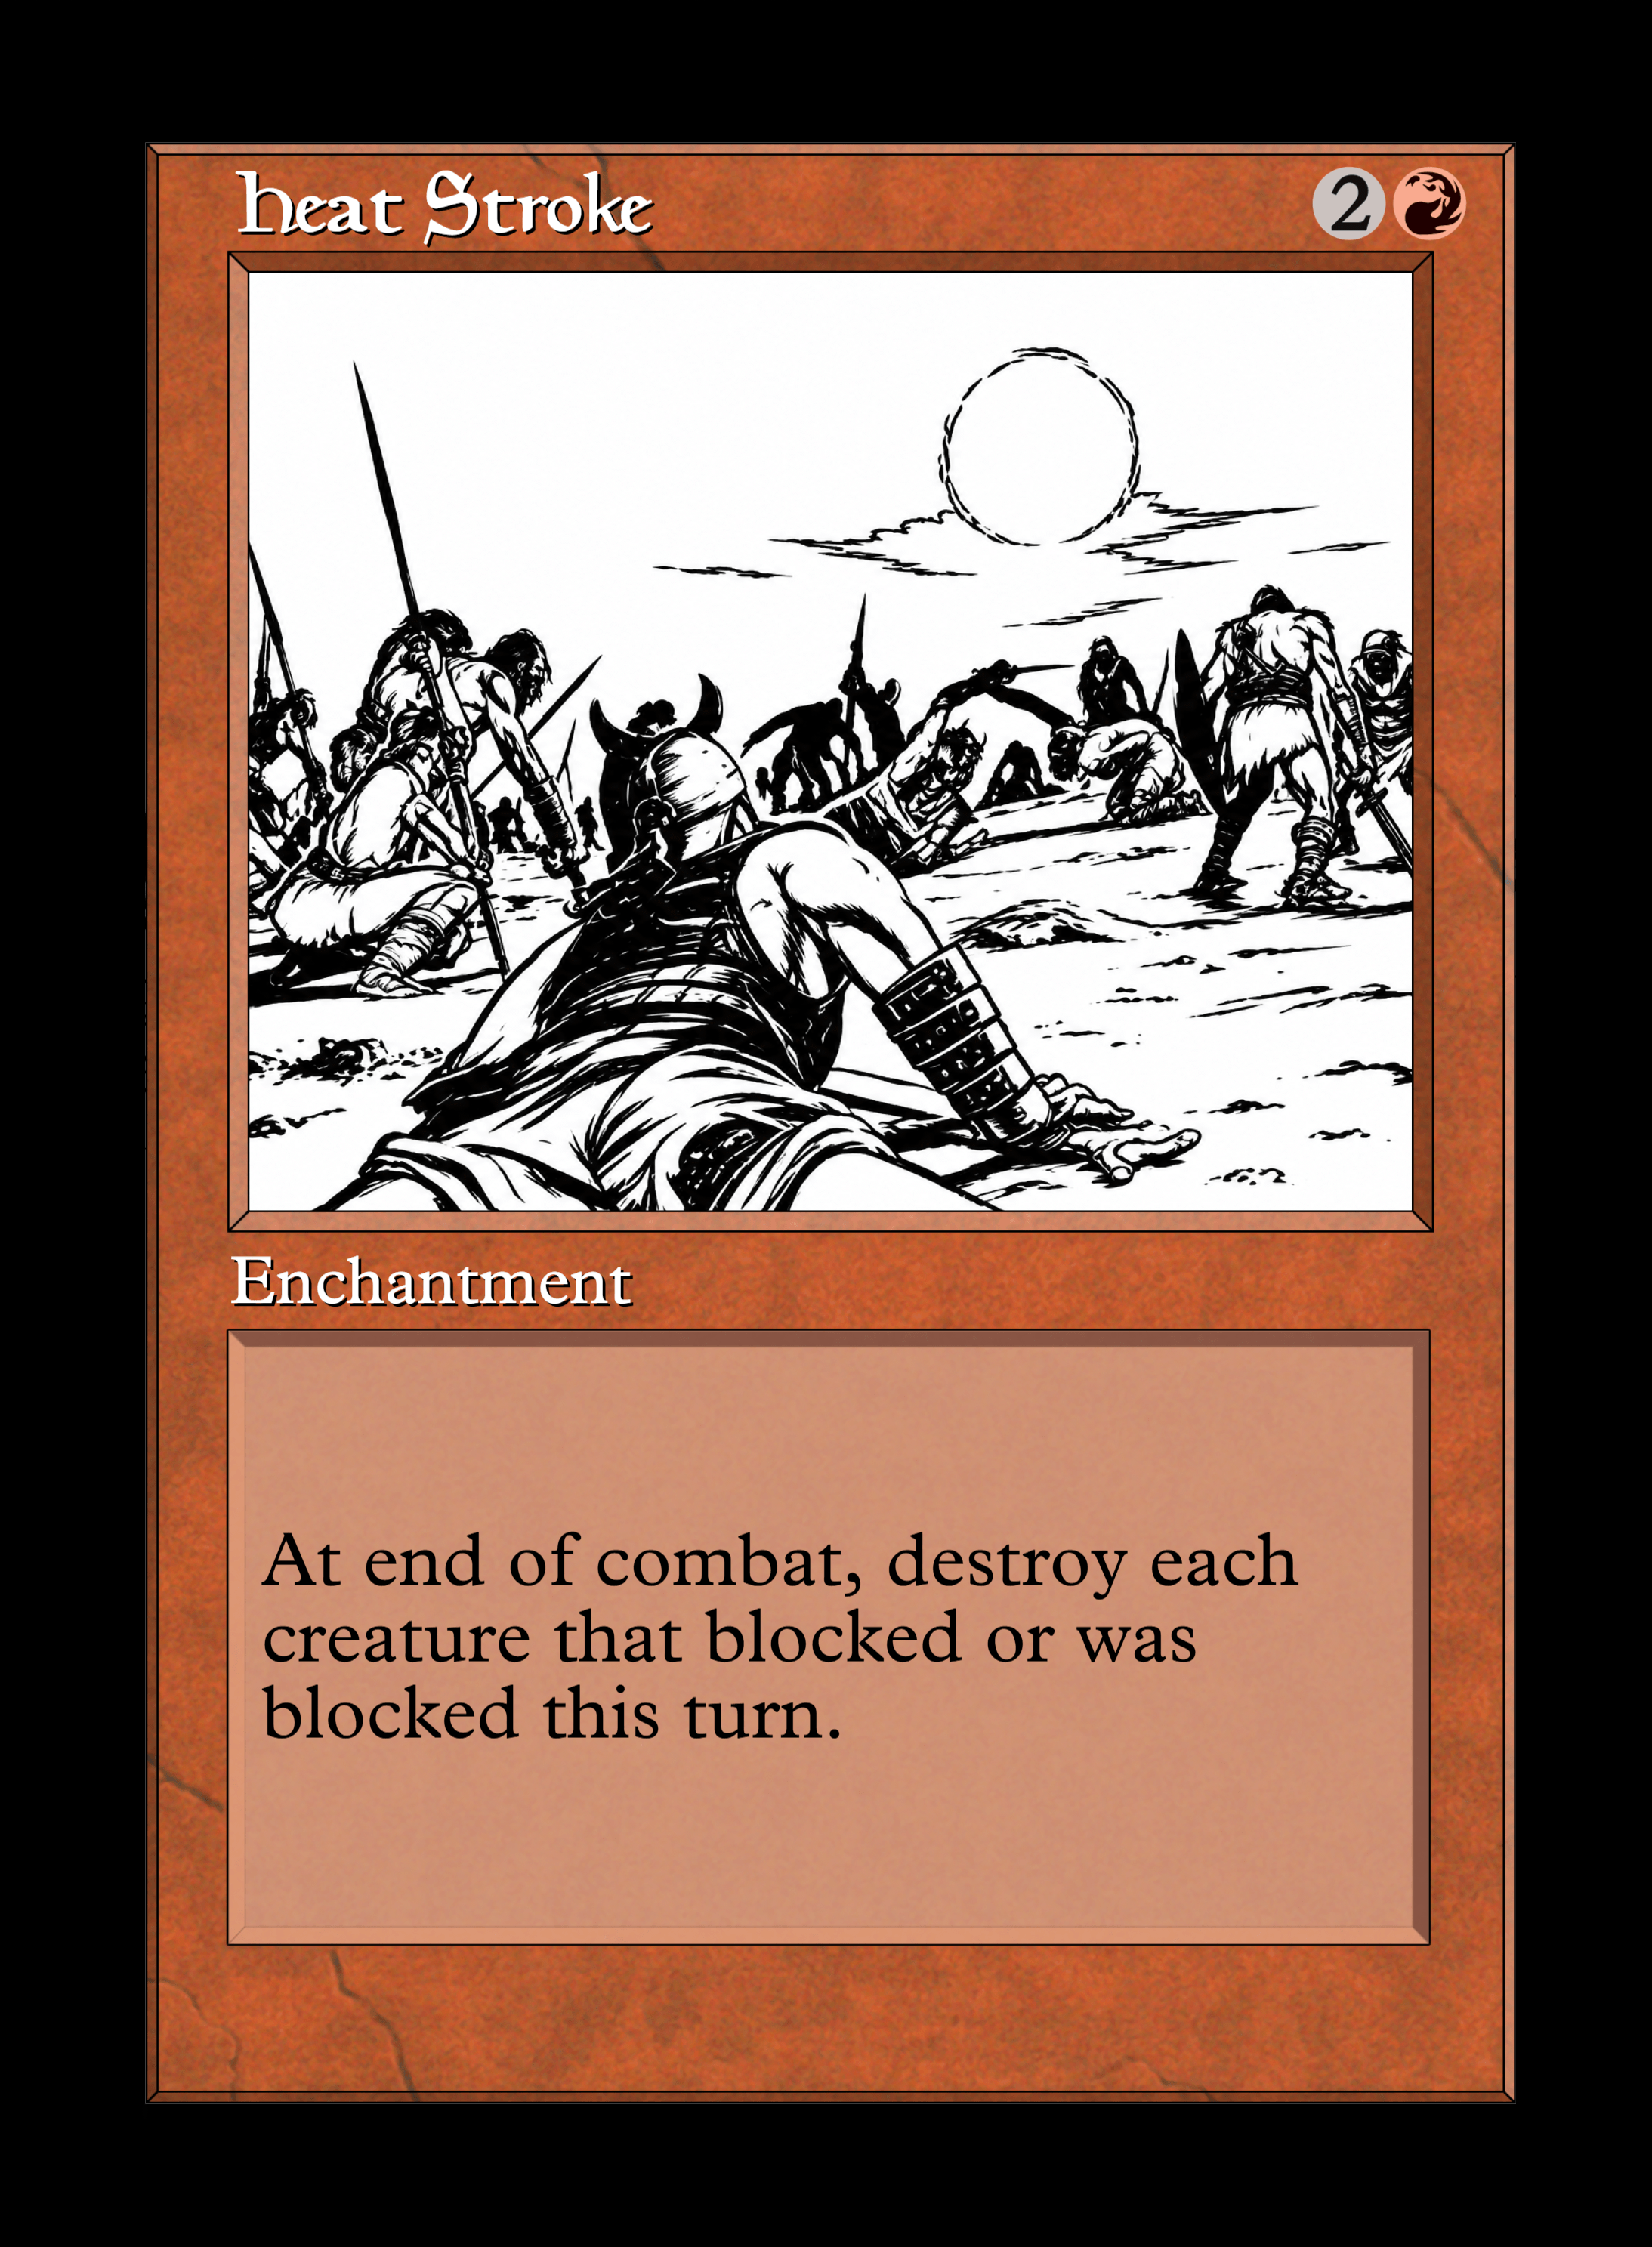 Heat Stroke 2
Enchantment
At end of combat, destroy each
creature that blocked or was
blocked this turn.